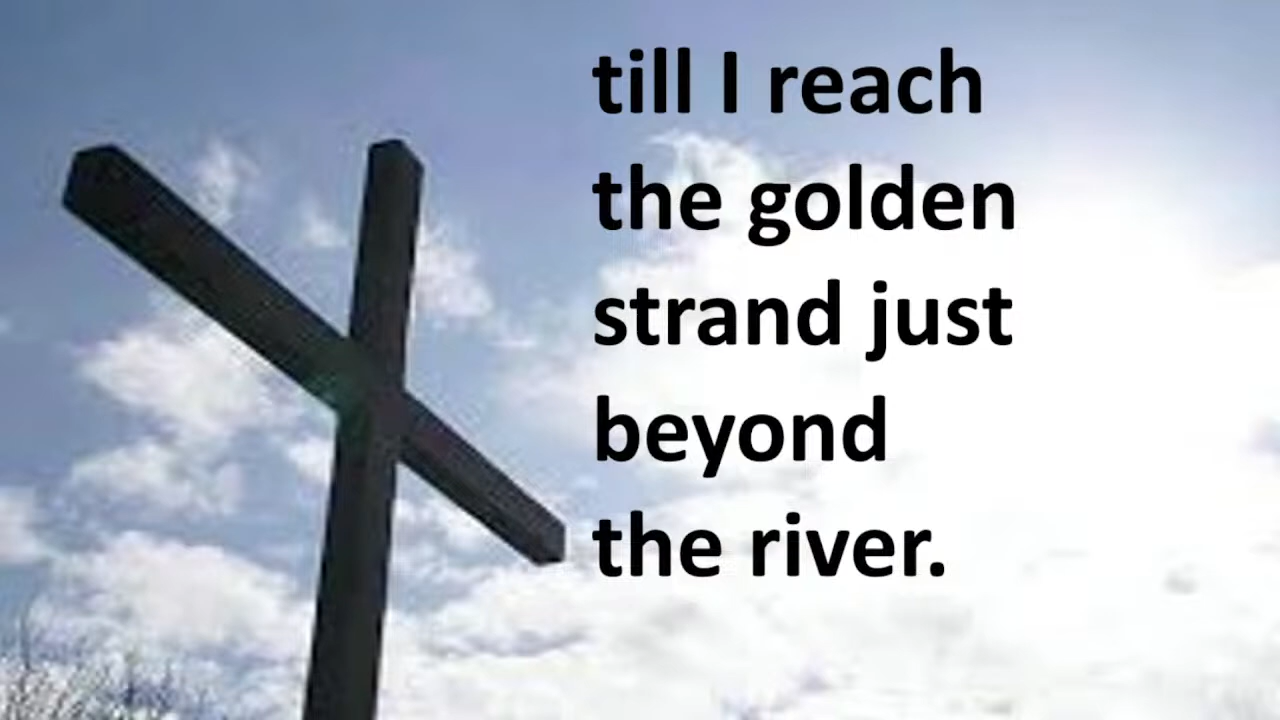 till I reach
the golden
strand just
beyond
the river.